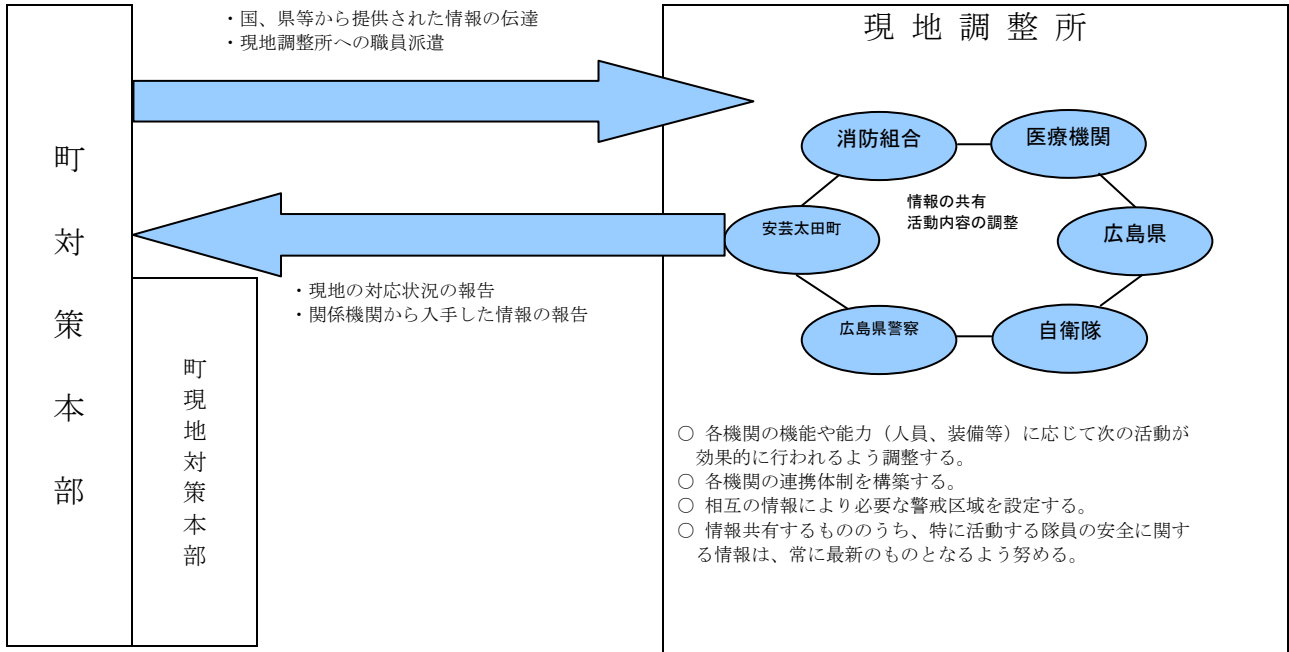 ・国、県等から提供された情報の伝達
・現地調整所への職員派遣
町対策本部
・現地の対応状況の報告
・関係機関から入手した情報の報告
町現地対策本部
現地調整所
消防組合
医療機関
情報の共有
活動内容の調整
安芸太田町
広島県
広島県警察
自衛隊
○ 各機関の機能や能力（人員、装備等）に応じて次の活動が
効果的に行われるよう調整する。
○ 各機関の連携体制を構築する。
○ 相互の情報により必要な警戒区域を設定する。
○ 情報共有するもののうち、特に活動する隊員の安全に関す
る情報は、常に最新のものとなるよう努める。